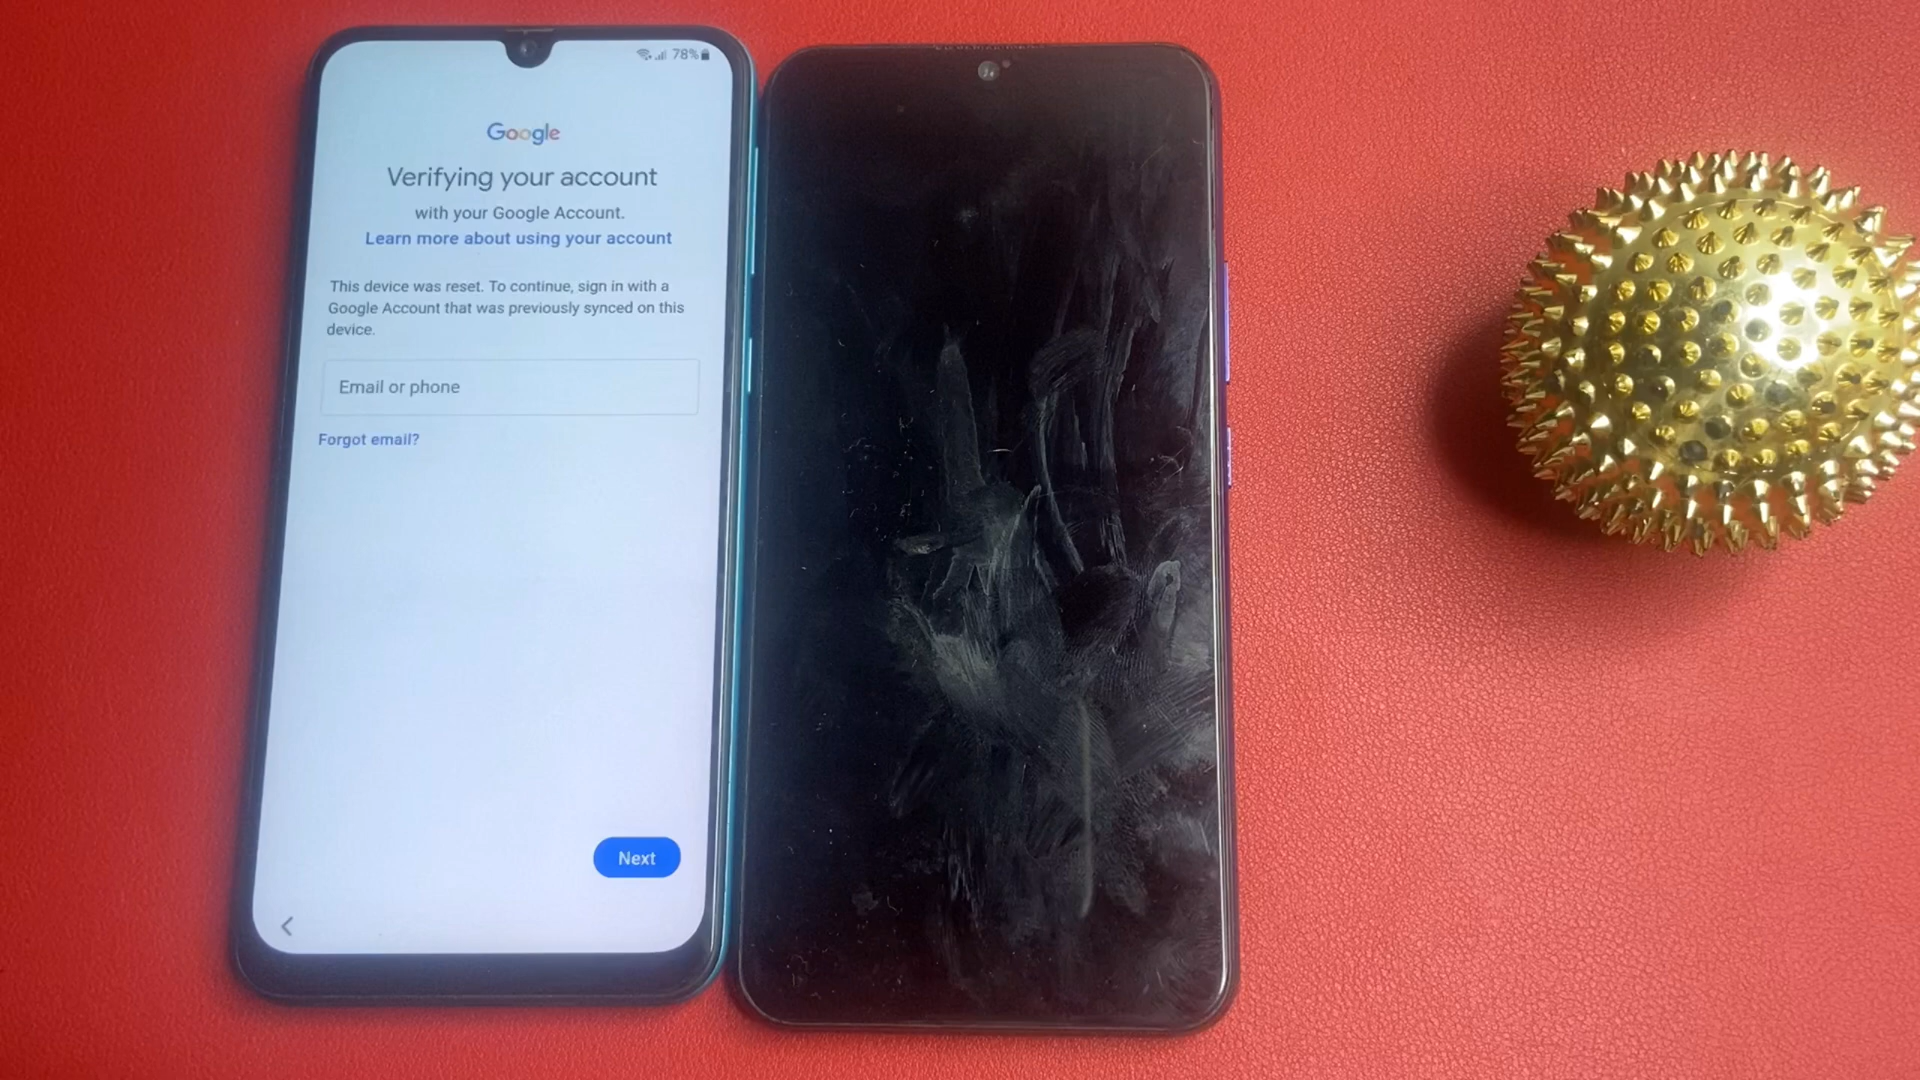 78%
Google
Verifying your account
with your Google Account.
Learn more about using your account
This device was reset. To continue, sign in with a
Google Account that was previously synced on this
device.
Email or phone
Forgot email?
Next